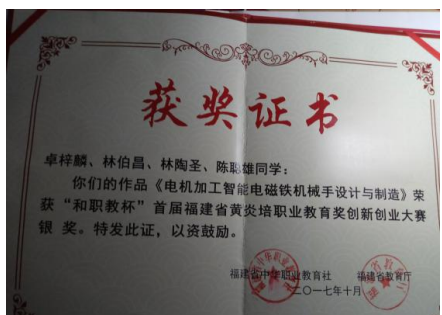 获奖证书
卓梓麟、林伯昌、林陶圣、陈聪雄同学：
你们的作品《电机加工智能电磁铁机械手设计与制造》荣
获“和职教杯”首届福建省黄炎培职业教育奖创新创业大赛
银 奖。特发此证，以资鼓励。
福建省中华职业教育社 福建省教育厅
二〇一七年十月